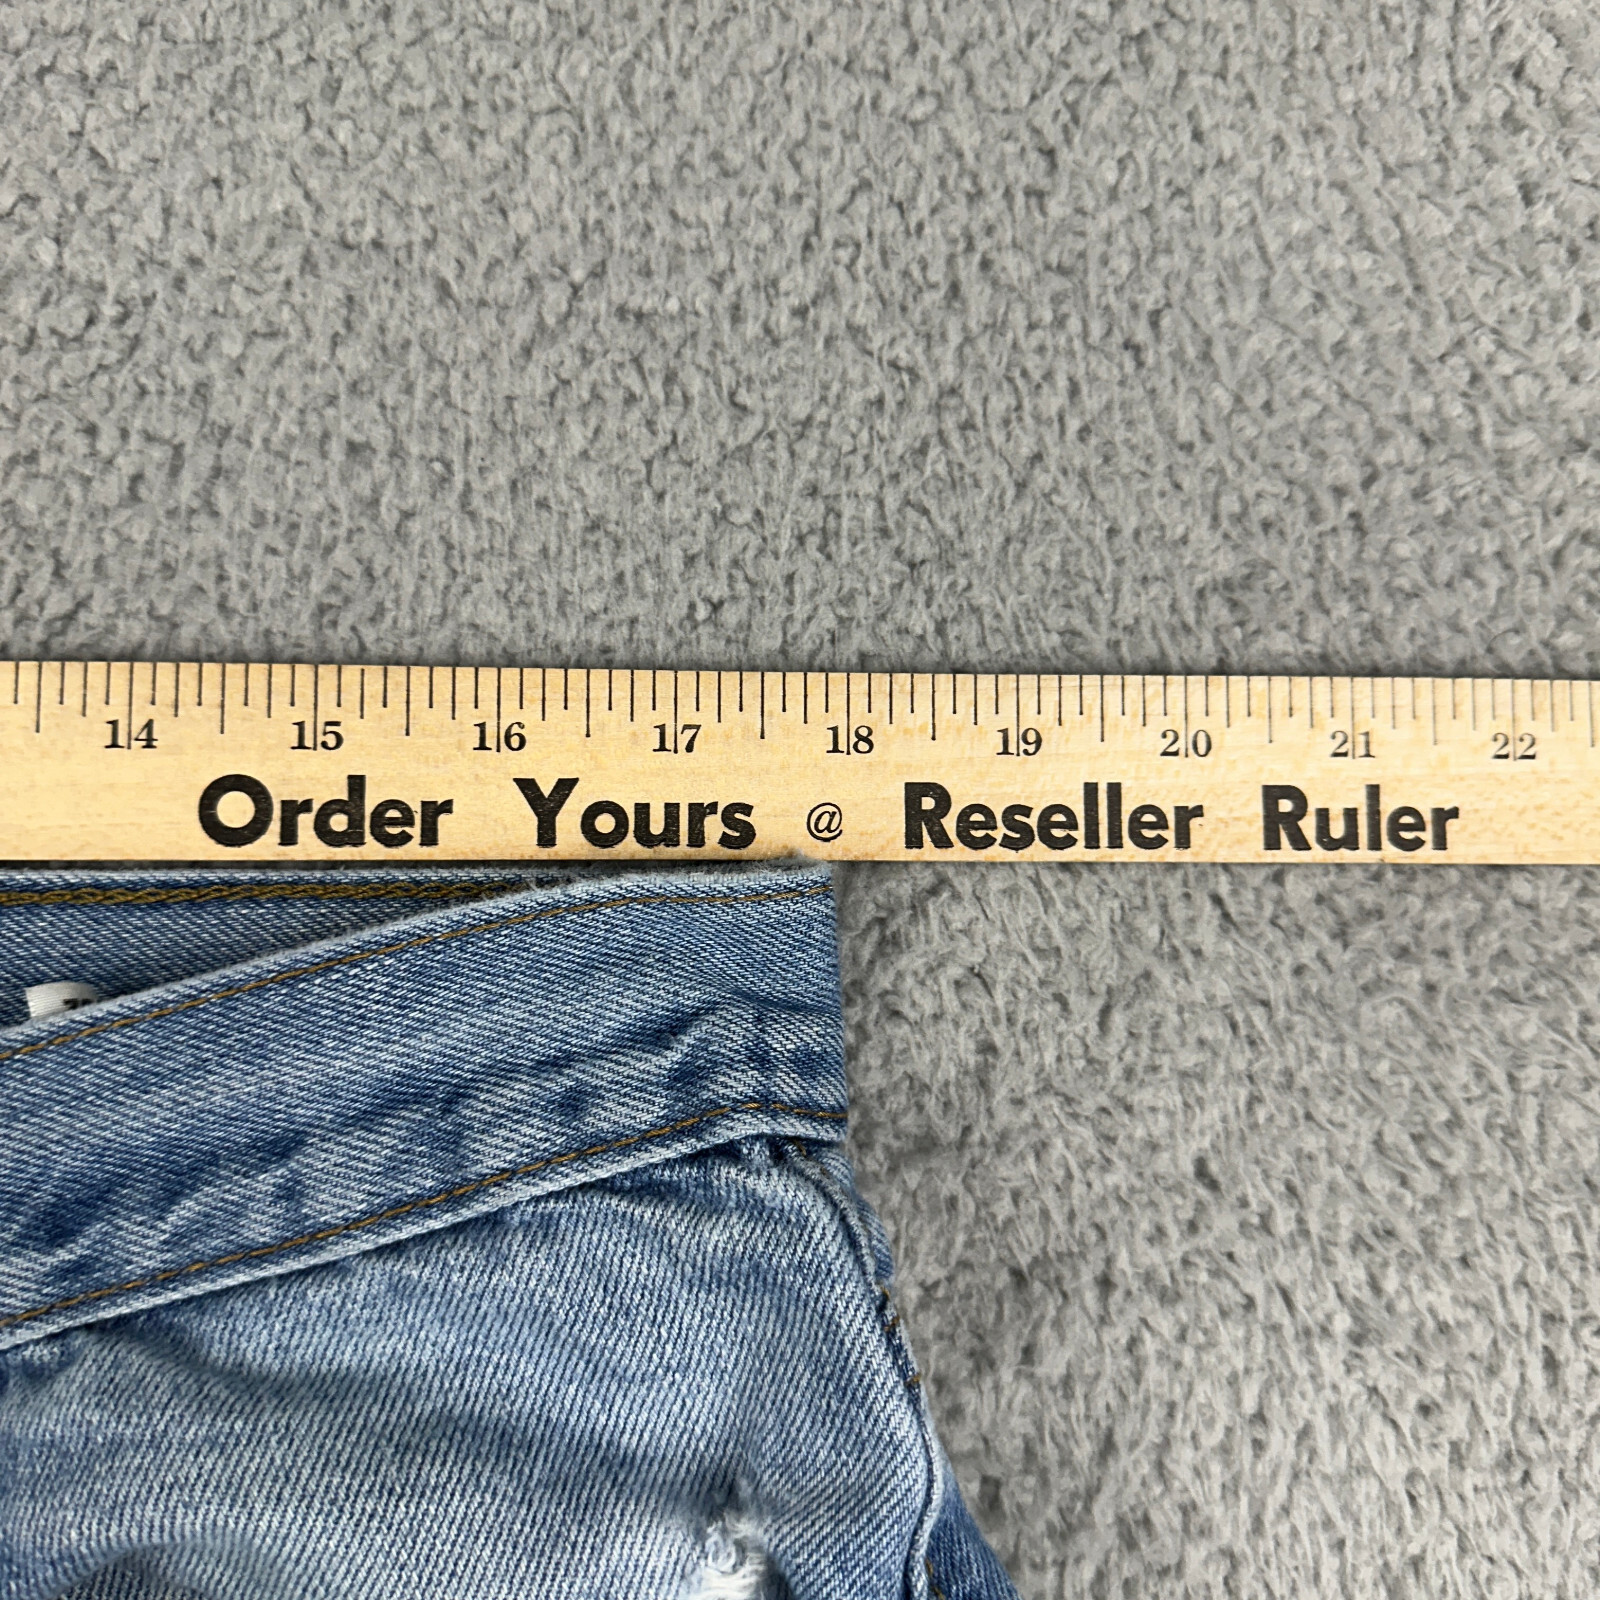 14 15 16 17 18 19 20 21 22
Order Yours @ Reseller Ruler